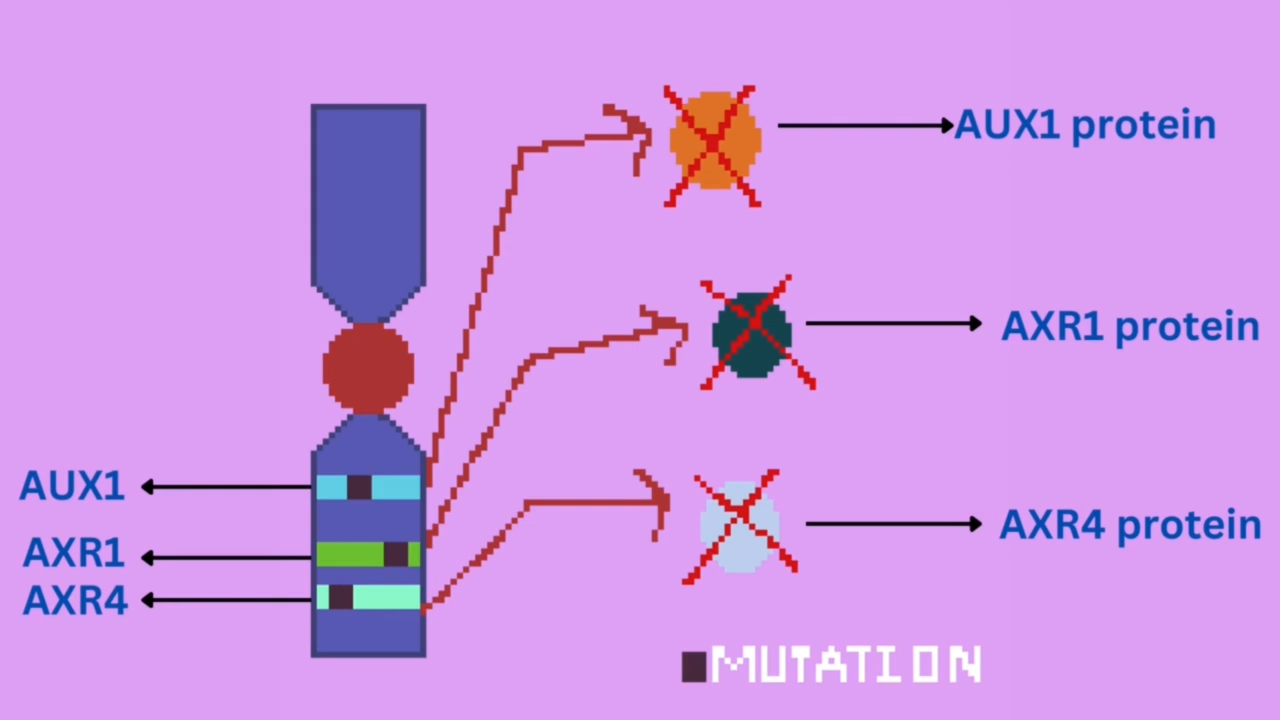 AUX1 protein
AXR1 protein
AUX1
AXR1
AXR4
AXR4 protein
MUTATION